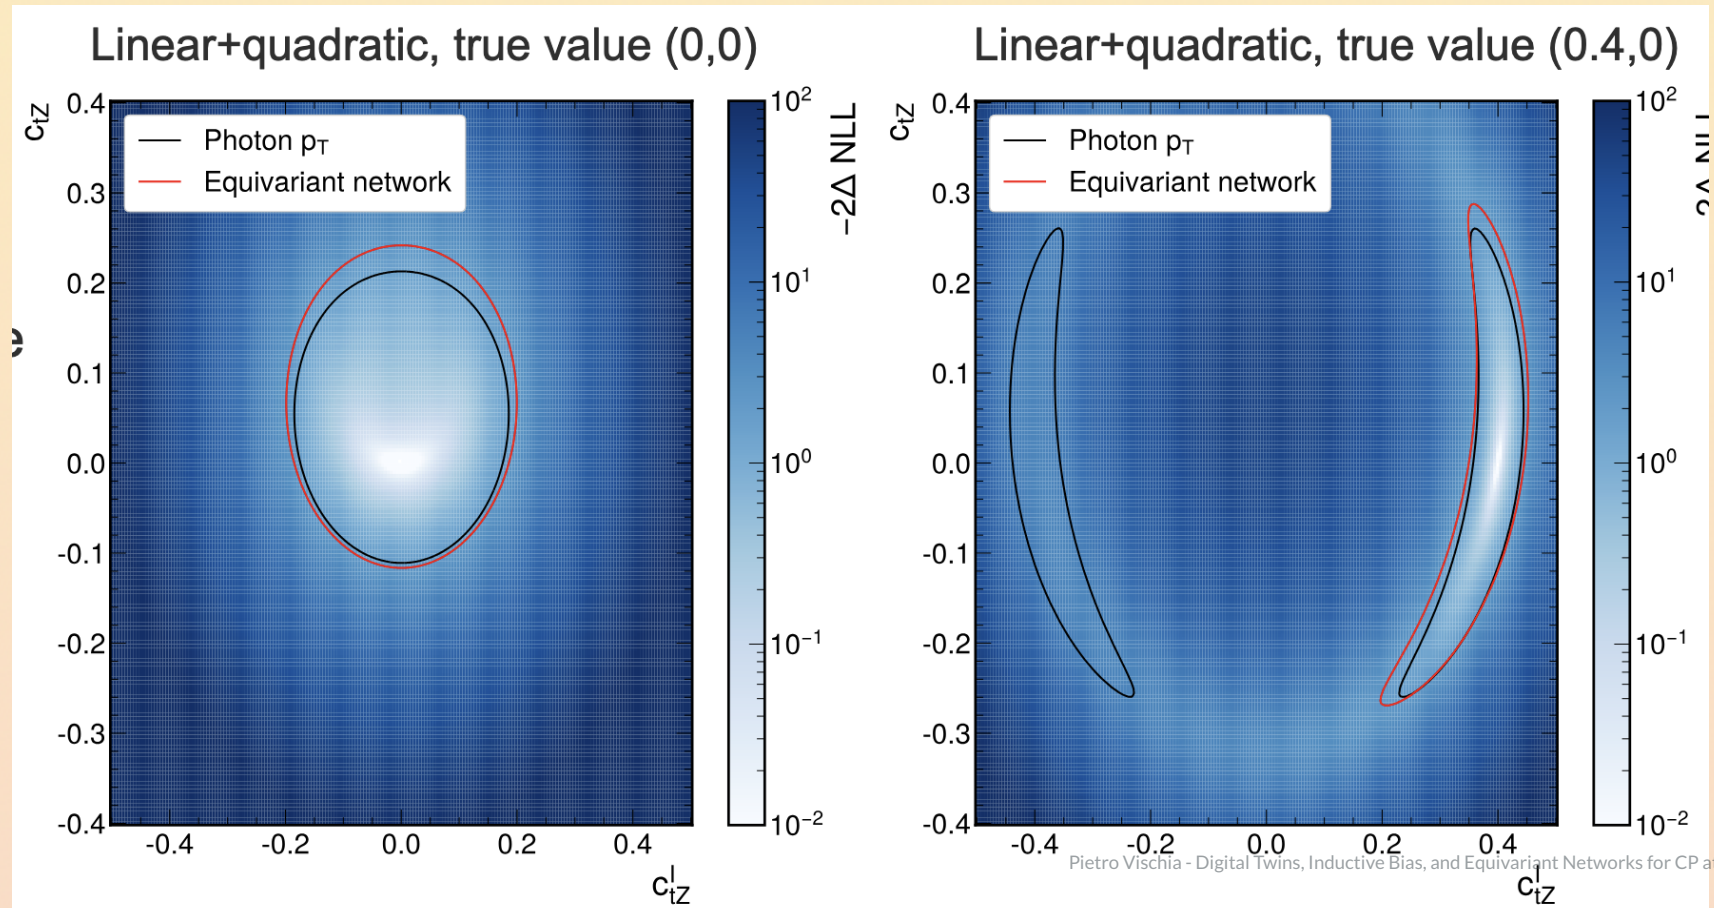 Linear+quadratic, true value (0,0)
c_tZ
0.4
0.3
0.2
0.1
0.0
-0.1
-0.2
-0.3
-0.4
Photon p_T
Equivariant network
-0.4 -0.2 0.0 0.2 0.4
c^I_tZ
10^2
10^1
10^0
10^−1
10^−2
−2Δ NLL
Linear+quadratic, true value (0.4,0)
c_tZ
0.4
0.3
0.2
0.1
0.0
-0.1
-0.2
-0.3
-0.4
Photon p_T
Equivariant network
-0.4 -0.2 0.0 0.2 0.4
c^I_tZ
10^2
10^1
10^0
10^−1
10^−2
Pietro Vischia - Digital Twins, Inductive Bias, and Equivariant Networks for CP